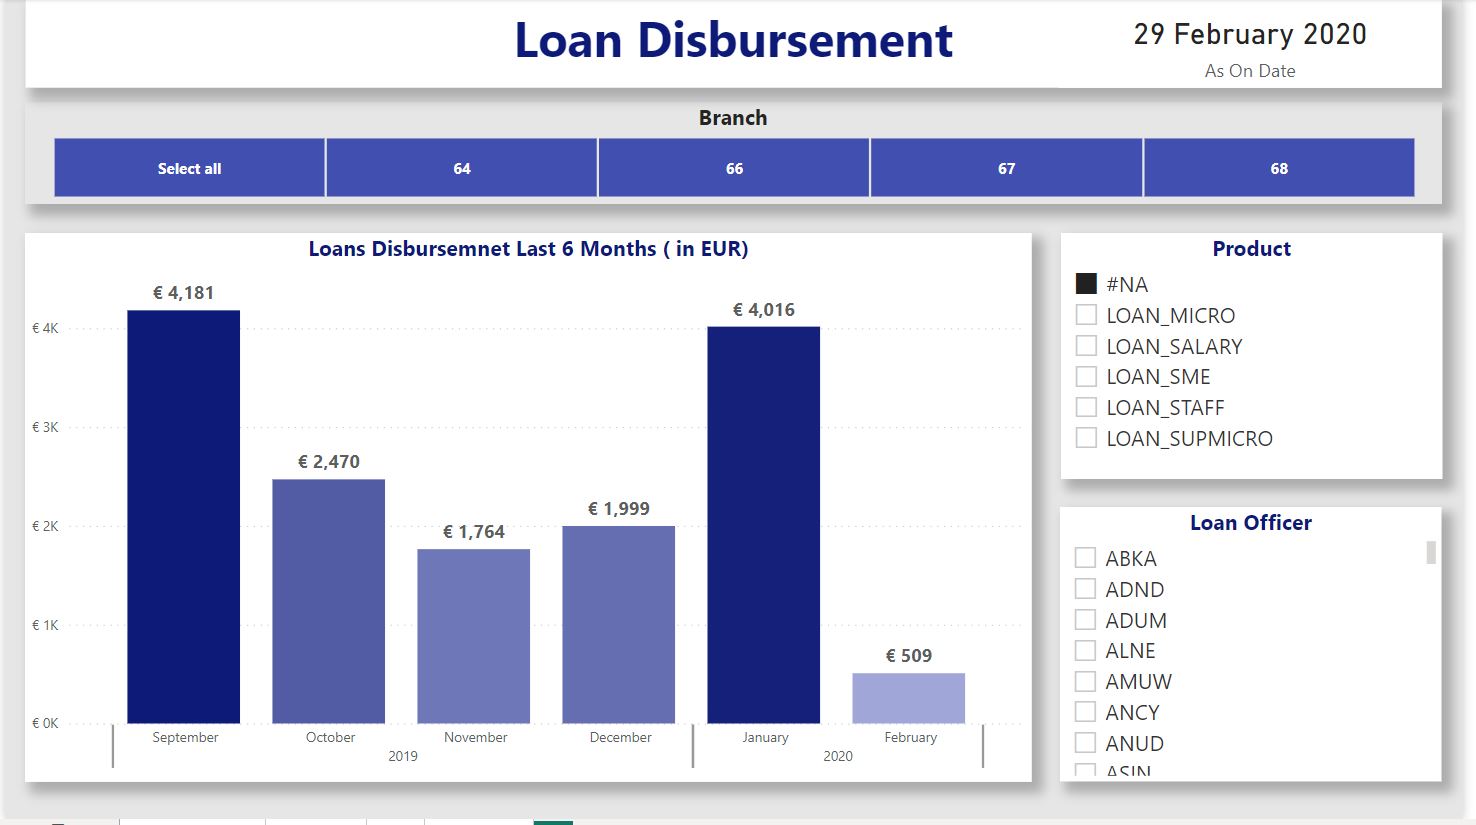 Loan Disbursement
29 February 2020
As On Date
Branch
Select all 64 66 67 68
Loans Disbursemnet Last 6 Months ( in EUR)
€ 4,181
€ 4,016
€ 4K
€ 3K
€ 2,470
€ 2K
€ 1,999
€ 1,764
€ 1K
€ 509
€ 0K
September October November December January February
2019 2020
Product
#NA
LOAN_MICRO
LOAN_SALARY
LOAN_SME
LOAN_STAFF
LOAN_SUPMICRO
Loan Officer
ABKA
ADND
ADUM
ALNE
AMUW
ANCY
ANUD
ASIN